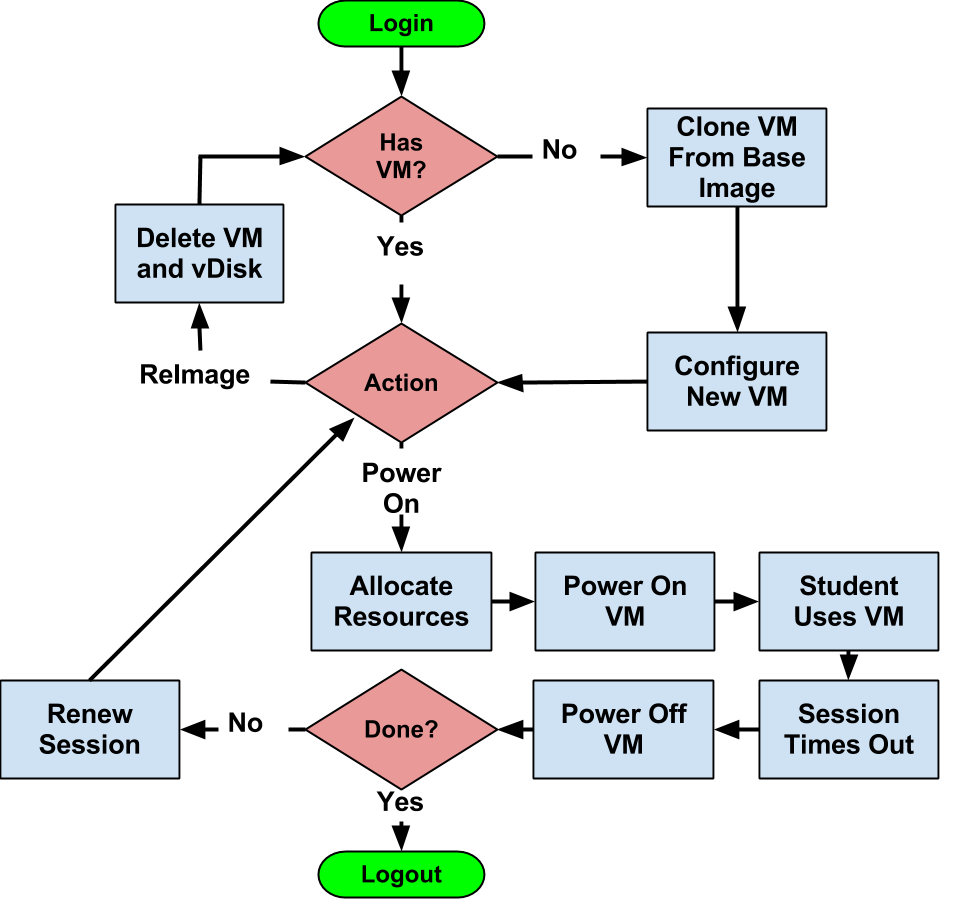 Login
Has
VM?
No
Clone VM
From Base
Image
Delete VM
and vDisk
Yes
ReImage
Action
Configure
New VM
Power
On
Allocate
Resources
Power On
VM
Student
Uses VM
Renew
Session
No
Done?
Power Off
VM
Session
Times Out
Yes
Logout